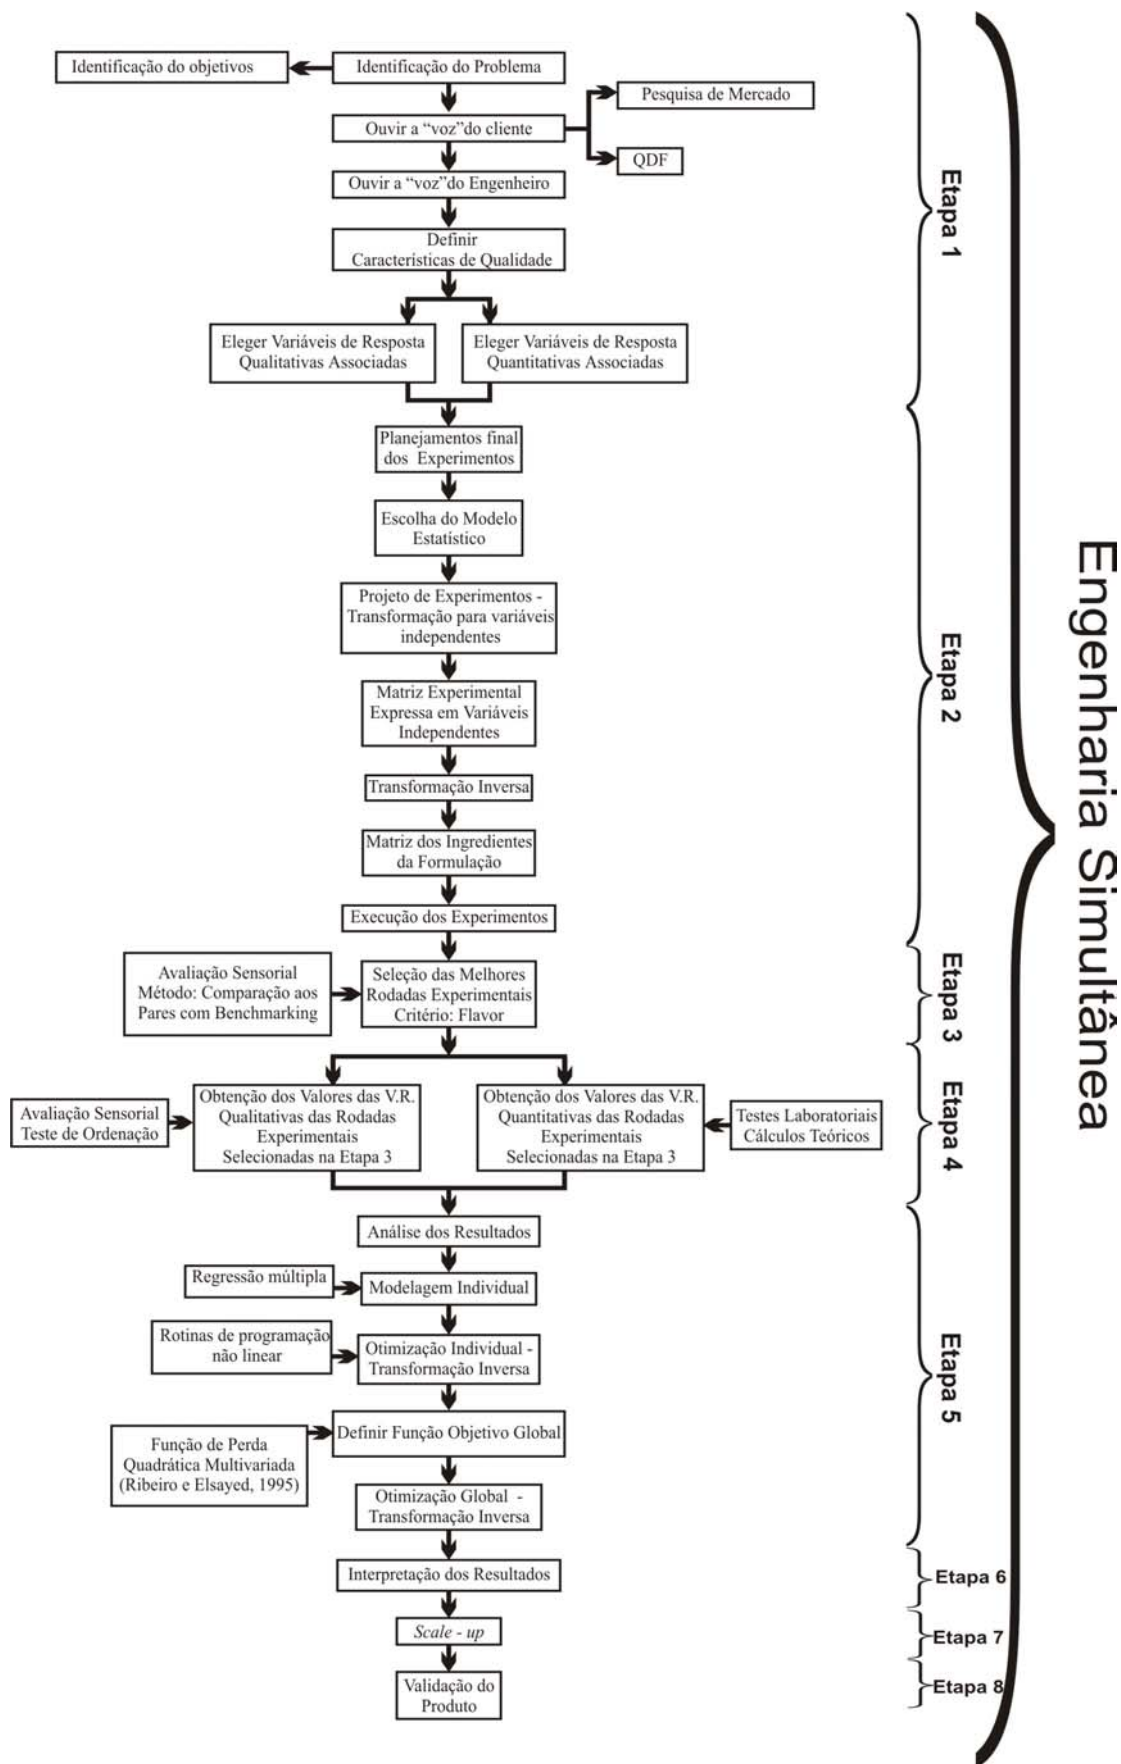 Identificação do objetivos
Identificação do Problema
Pesquisa de Mercado
Ouvir a “voz”do cliente
QDF
Ouvir a “voz”do Engenheiro
Definir
Características de Qualidade
Eleger Variáveis de Resposta
Qualitativas Associadas
Eleger Variáveis de Resposta
Quantitativas Associadas
Etapa 1
Planejamentos final
dos Experimentos
Escolha do Modelo
Estatístico
Projeto de Experimentos -
Transformação para variáveis
independentes
Matriz Experimental
Expressa em Variáveis
Independentes
Transformação Inversa
Matriz dos Ingredientes
da Formulação
Execução dos Experimentos
Etapa 2
Avaliação Sensorial
Método: Comparação aos
Pares com Benchmarking
Seleção das Melhores
Rodadas Experimentais
Critério: Flavor
Etapa 3
Avaliação Sensorial
Teste de Ordenação
Obtenção dos Valores das V.R.
Qualitativas das Rodadas
Experimentais
Selecionadas na Etapa 3
Obtenção dos Valores das V.R.
Quantitativas das Rodadas
Experimentais
Selecionadas na Etapa 3
Testes Laboratoriais
Cálculos Teóricos
Etapa 4
Análise dos Resultados
Regressão múltipla
Modelagem Individual
Rotinas de programação
não linear
Otimização Individual -
Transformação Inversa
Definir Função Objetivo Global
Função de Perda
Quadrática Multivariada
(Ribeiro e Elsayed, 1995)
Otimização Global -
Transformação Inversa
Etapa 5
Interpretação dos Resultados
Etapa 6
Scale - up
Etapa 7
Validação do
Produto
Etapa 8
Engenharia Simultânea